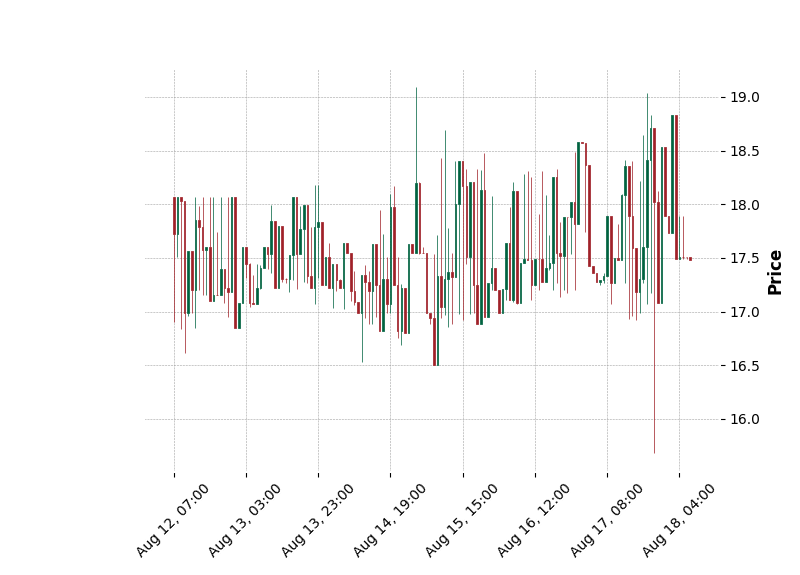 19.0
18.5
18.0
17.5
17.0
16.5
16.0
Price
Aug 12, 07:00
Aug 13, 03:00
Aug 13, 23:00
Aug 14, 19:00
Aug 15, 15:00
Aug 16, 12:00
Aug 17, 08:00
Aug 18, 04:00